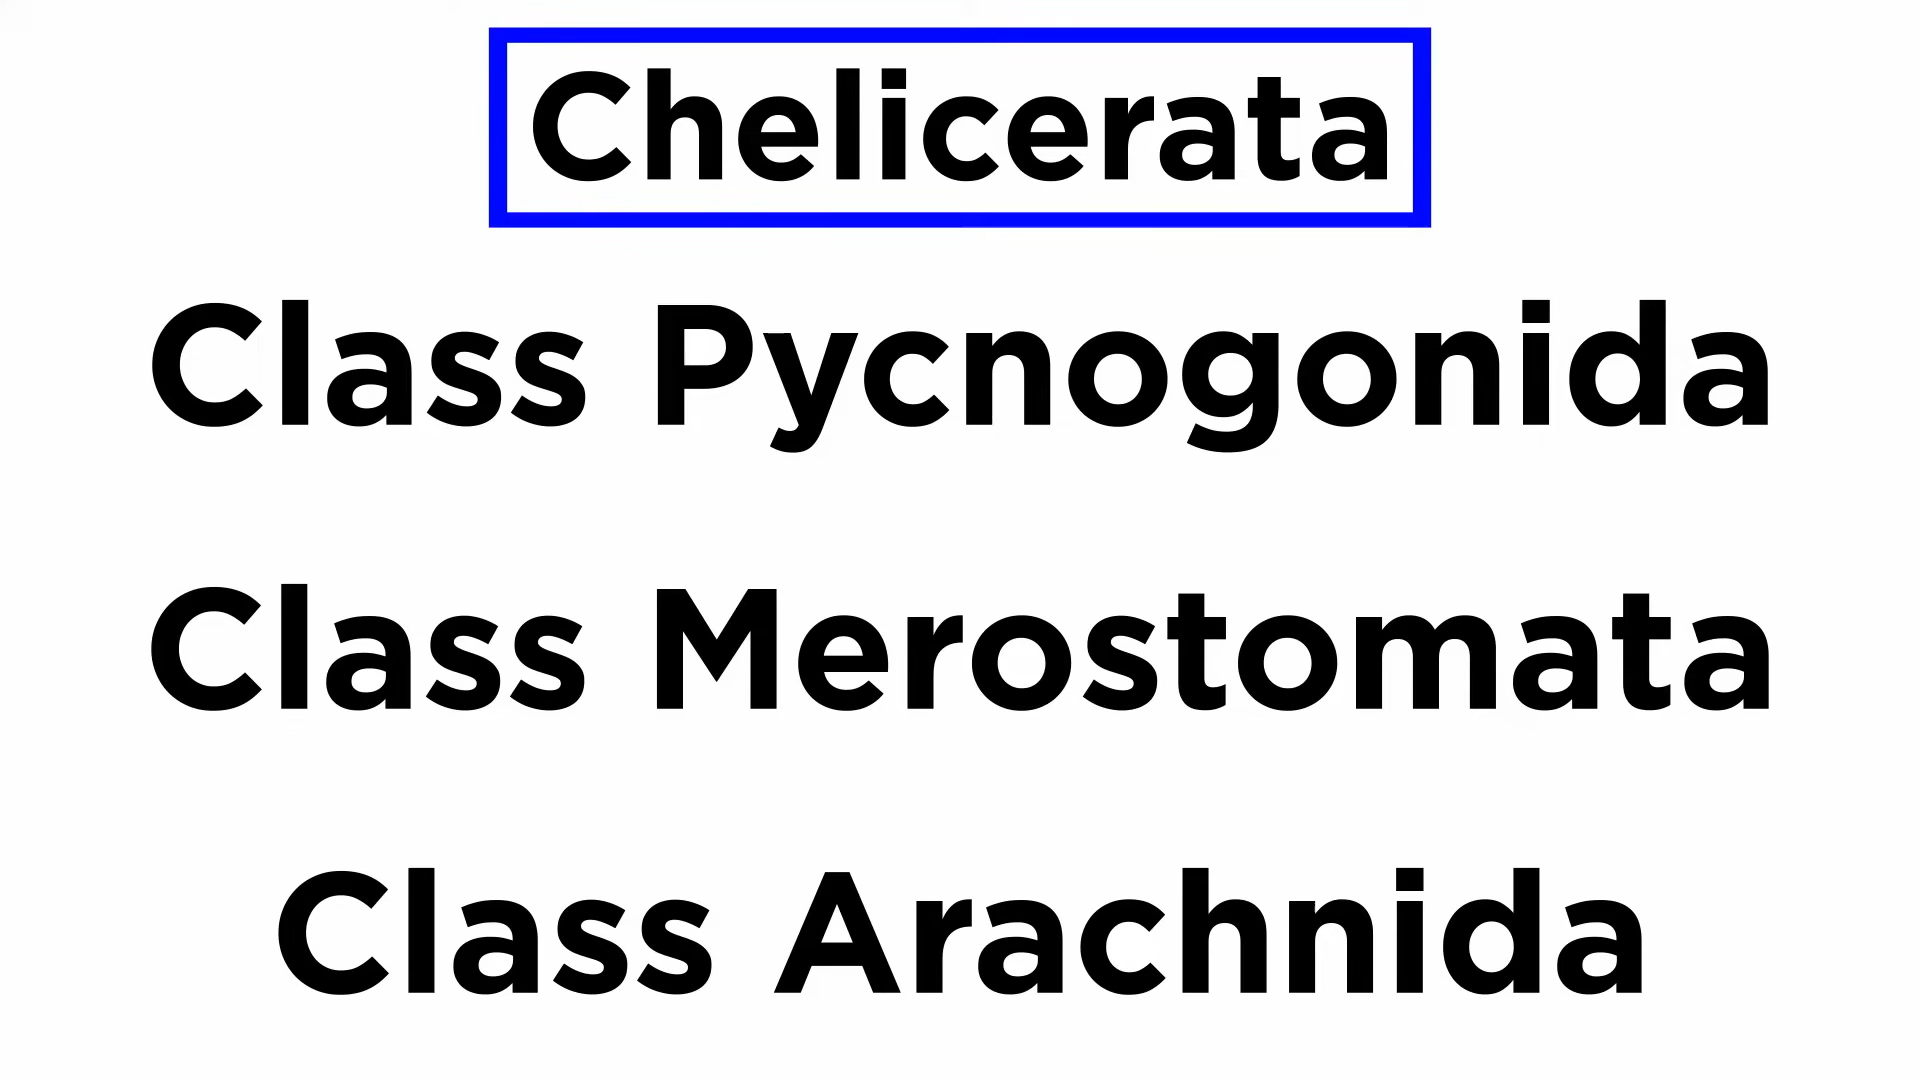 Chelicerata
Class Pycnogonida
Class Merostomata
Class Arachnida